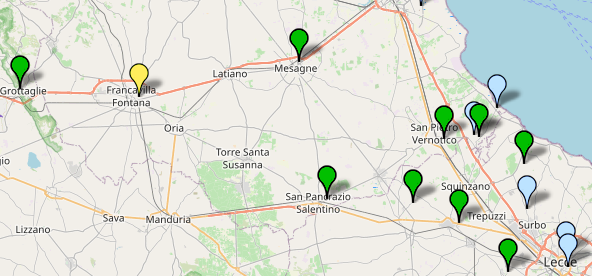 Mesagne
Latiano
Grottaglie
Francavilla
Fontana
Oria
San Pietro
Vernotico
Torre Santa
Susanna
Squinzano
San Pancrazio
Salentino
Trepuzzi
Surbo
Sava
Manduria
Lizzano
Lecce